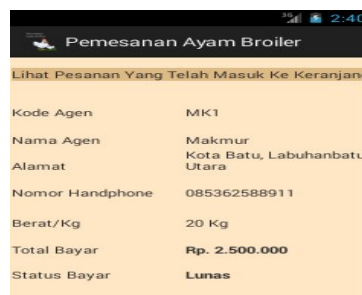 3G 2:40
Pemesanan Ayam Broiler
Lihat Pesanan Yang Telah Masuk Ke Keranjang
Kode Agen MK1
Nama Agen Makmur
Alamat Kota Batu, Labuhanbatu
Utara
Nomor Handphone 085362588911
Berat/Kg 20 Kg
Total Bayar Rp. 2.500.000
Status Bayar Lunas